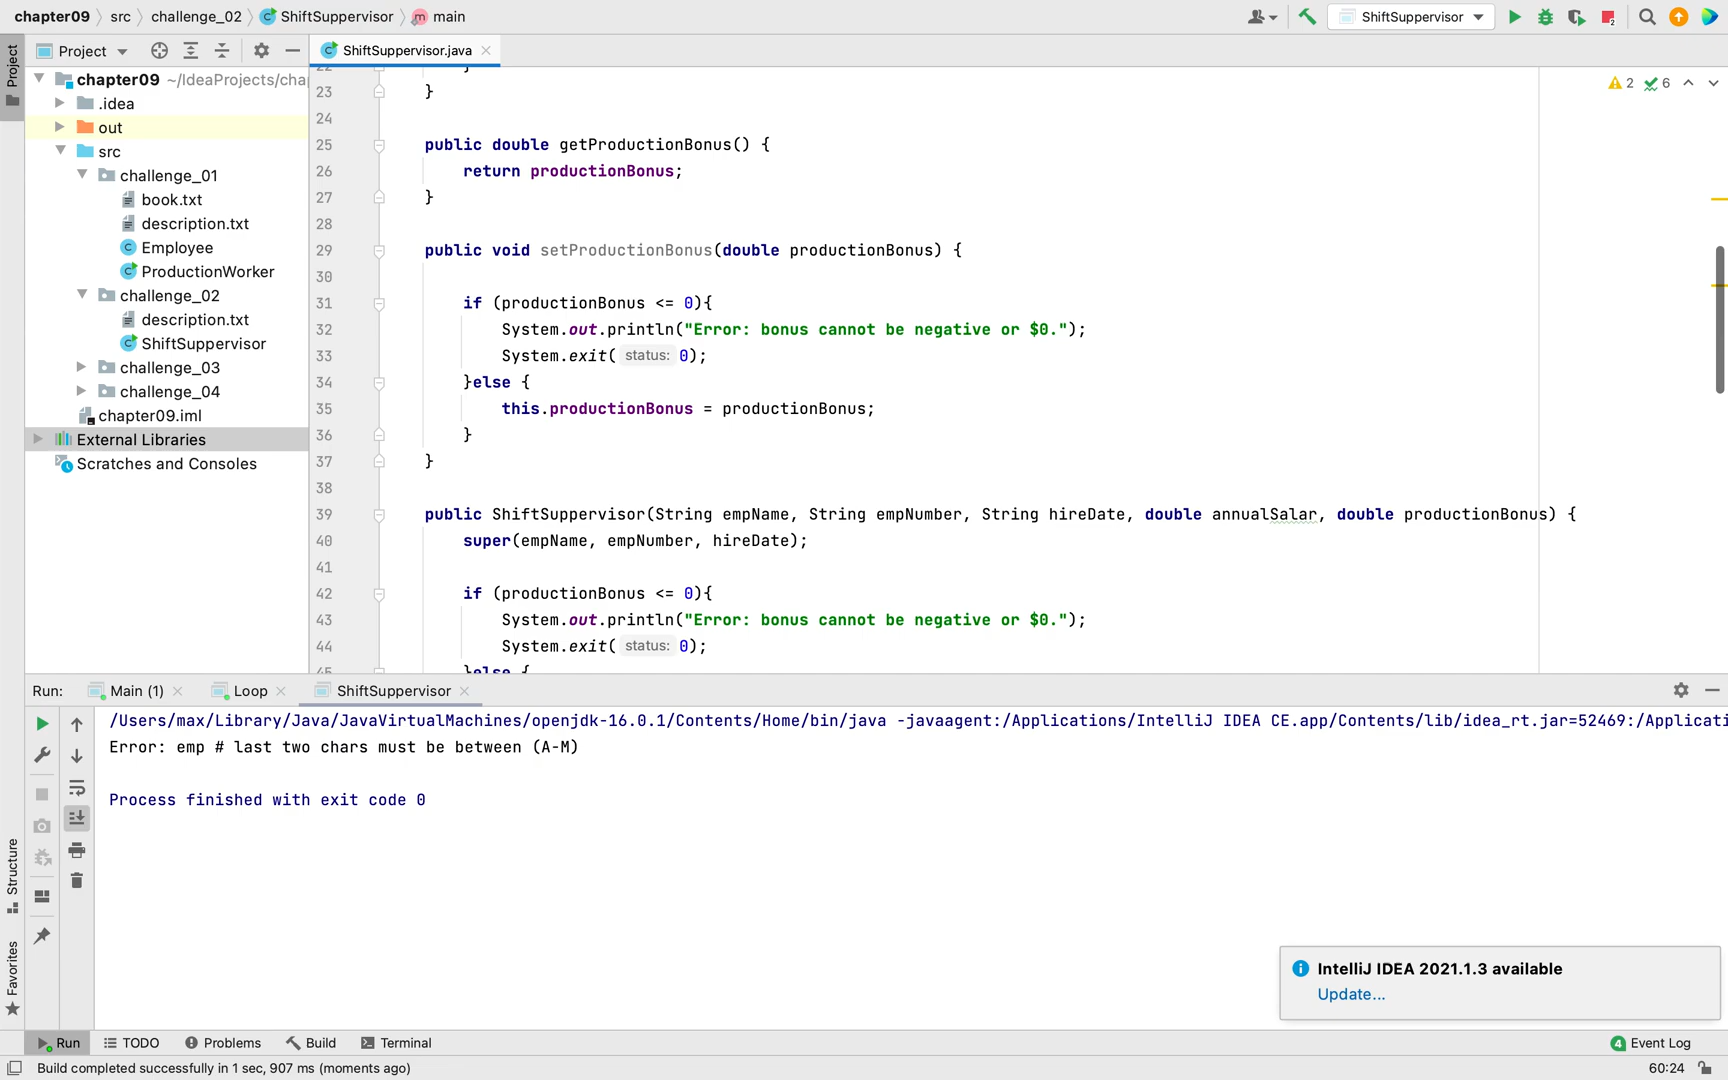 chapter09 src challenge_02 ShiftSuppervisor main
ShiftSuppervisor
Project
Project
chapter09 ~/IdeaProjects/cha
.idea
out
src
challenge_01
book.txt
description.txt
Employee
ProductionWorker
challenge_02
description.txt
ShiftSuppervisor
challenge_03
challenge_04
chapter09.iml
External Libraries
Scratches and Consoles
ShiftSuppervisor.java
2 6
22 }
23 }
24
25 public double getProductionBonus() {
26 return productionBonus;
27 }
28
29 public void setProductionBonus(double productionBonus) {
30
31 if (productionBonus <= 0){
32 System.out.println("Error: bonus cannot be negative or $0.");
33 System.exit( status: 0);
34 }else {
35 this.productionBonus = productionBonus;
36 }
37 }
38
39 public ShiftSuppervisor(String empName, String empNumber, String hireDate, double annualSalar, double productionBonus) {
40 super(empName, empNumber, hireDate);
41
42 if (productionBonus <= 0){
43 System.out.println("Error: bonus cannot be negative or $0.");
44 System.exit( status: 0);
45 }else {
Run: Main (1) Loop ShiftSuppervisor
/Users/max/Library/Java/JavaVirtualMachines/openjdk-16.0.1/Contents/Home/bin/java -javaagent:/Applications/IntelliJ IDEA CE.app/Contents/lib/idea_rt.jar=52469:/Applicati
Error: emp # last two chars must be between (A-M)
Process finished with exit code 0
Structure
Favorites
IntelliJ IDEA 2021.1.3 available
Update...
Run TODO Problems Build Terminal
4 Event Log
Build completed successfully in 1 sec, 907 ms (moments ago)
60:24